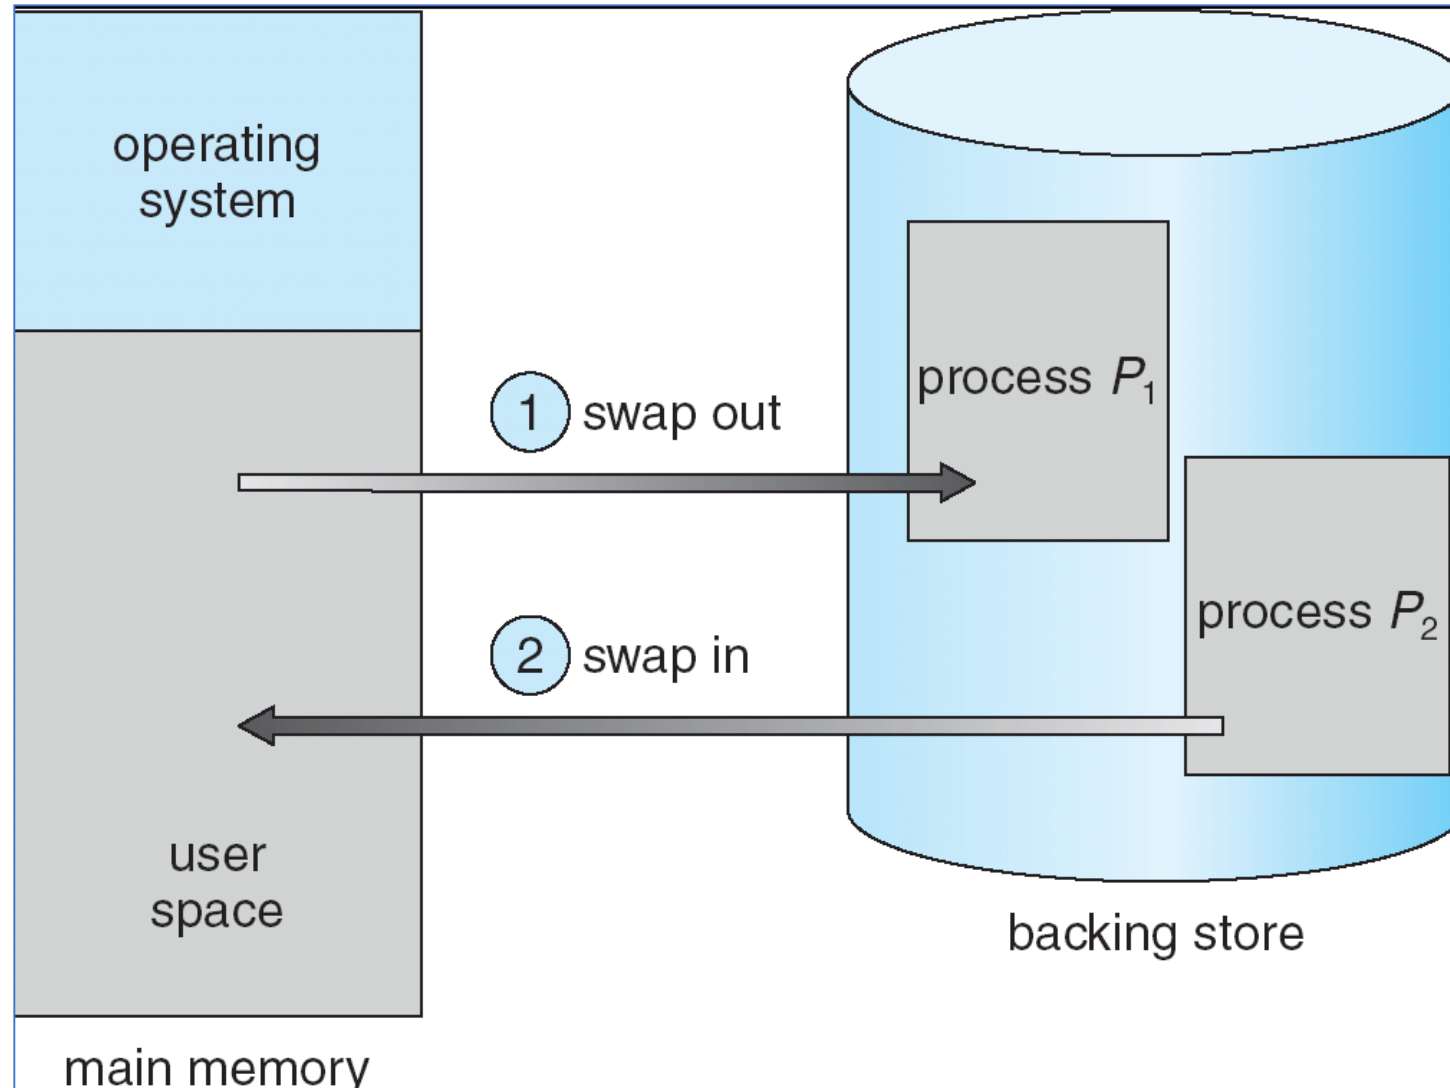 operating
system
process P₁
1 swap out
process P₂
2 swap in
user
space
backing store
main memory